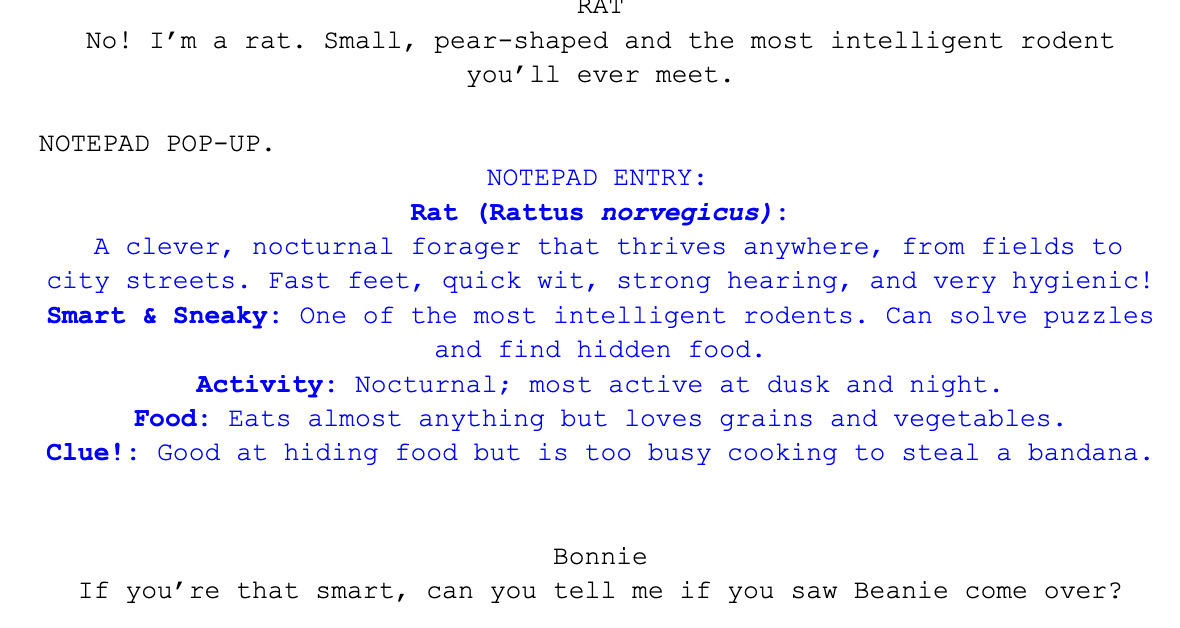 RAT
No! I’m a rat. Small, pear-shaped and the most intelligent rodent
you’ll ever meet.
NOTEPAD POP-UP.
NOTEPAD ENTRY:
Rat (Rattus norvegicus):
A clever, nocturnal forager that thrives anywhere, from fields to
city streets. Fast feet, quick wit, strong hearing, and very hygienic!
Smart & Sneaky: One of the most intelligent rodents. Can solve puzzles
and find hidden food.
Activity: Nocturnal; most active at dusk and night.
Food: Eats almost anything but loves grains and vegetables.
Clue!: Good at hiding food but is too busy cooking to steal a bandana.
Bonnie
If you’re that smart, can you tell me if you saw Beanie come over?